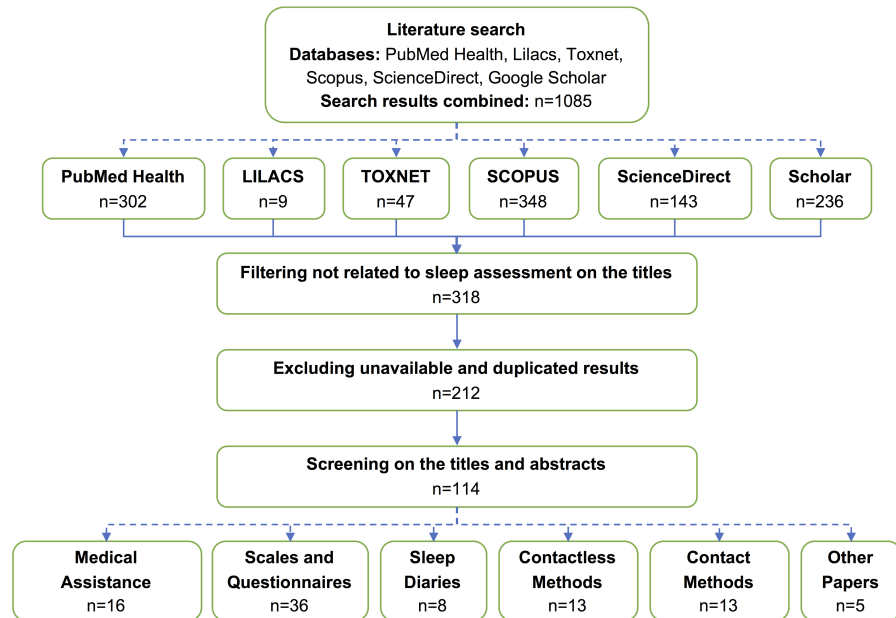 Literature search
Databases: PubMed Health, Lilacs, Toxnet,
Scopus, ScienceDirect, Google Scholar
Search results combined: n=1085
PubMed Health
n=302
LILACS
n=9
TOXNET
n=47
SCOPUS
n=348
ScienceDirect
n=143
Scholar
n=236
Filtering not related to sleep assessment on the titles
n=318
Excluding unavailable and duplicated results
n=212
Screening on the titles and abstracts
n=114
Medical
Assistance
n=16
Scales and
Questionnaires
n=36
Sleep
Diaries
n=8
Contactless
Methods
n=13
Contact
Methods
n=13
Other
Papers
n=5